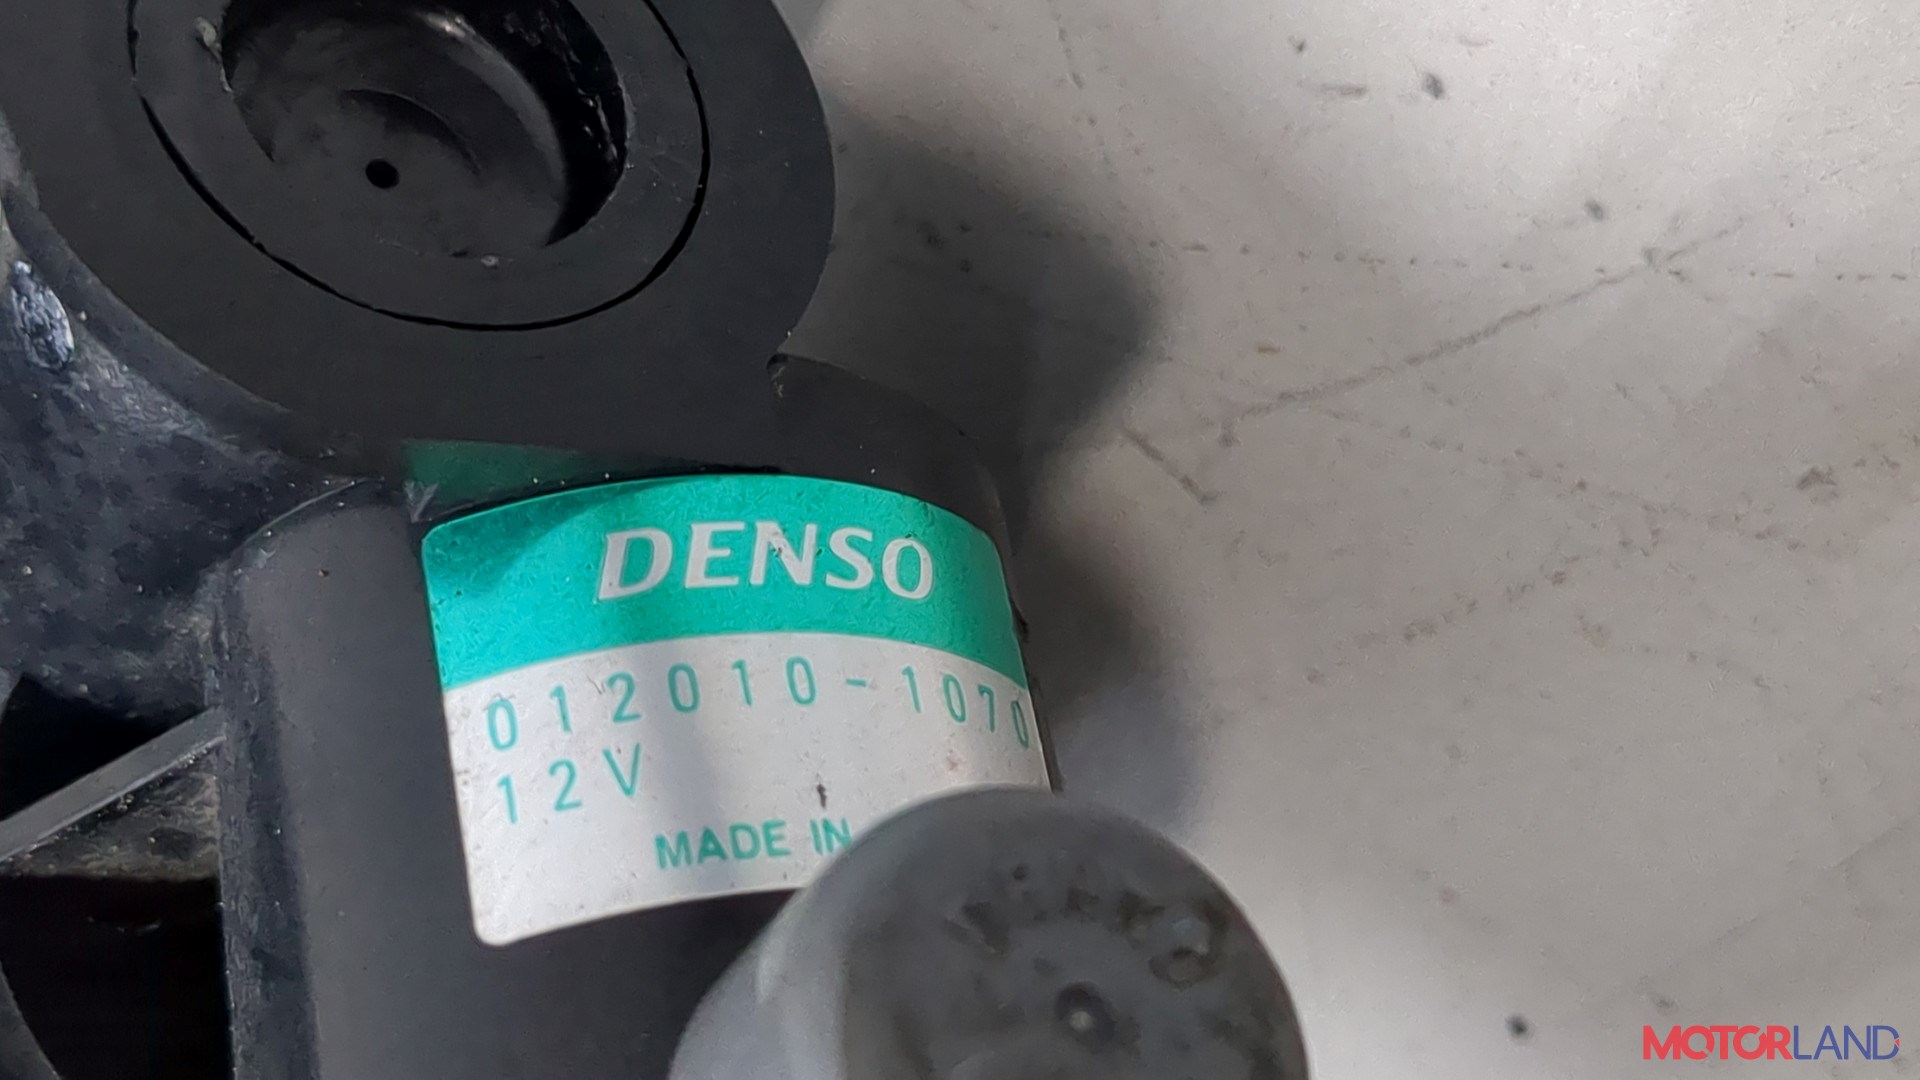 DENSO
012010-1070
12V
MADE IN
MOTORLAND